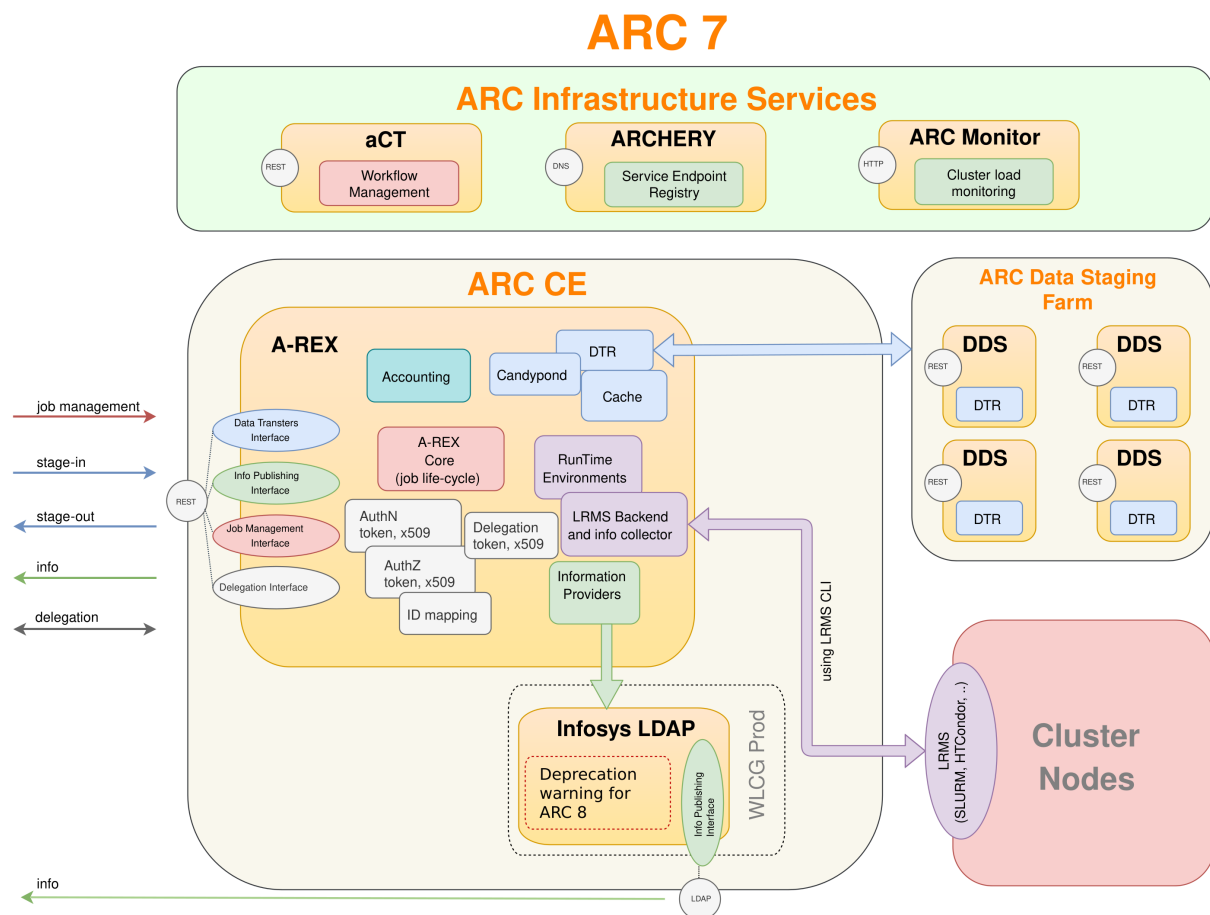 ARC 7
ARC Infrastructure Services
aCT
REST
Workflow
Management
ARCHERY
DNS
Service Endpoint
Registry
ARC Monitor
HTTP
Cluster load
monitoring
ARC CE
A-REX
Accounting
DTR
Candypond
Cache
A-REX
Core
(job life-cycle)
RunTime
Environments
LRMS Backend
and info collector
AuthN
token, x509
Delegation
token, x509
AuthZ
token, x509
ID mapping
Information
Providers
Data Transfers
Interface
Info Publishing
Interface
Job Management
Interface
Delegation Interface
REST
job management
stage-in
stage-out
info
delegation
ARC Data Staging
Farm
DDS
REST
DTR
DDS
REST
DTR
DDS
REST
DTR
DDS
REST
DTR
using LRMS CLI
Infosys LDAP
Deprecation
warning for
ARC 8
Info Publishing
Interface
WLCG Prod
LDAP
info
LRMS
(SLURM, HTCondor, ..)
Cluster
Nodes